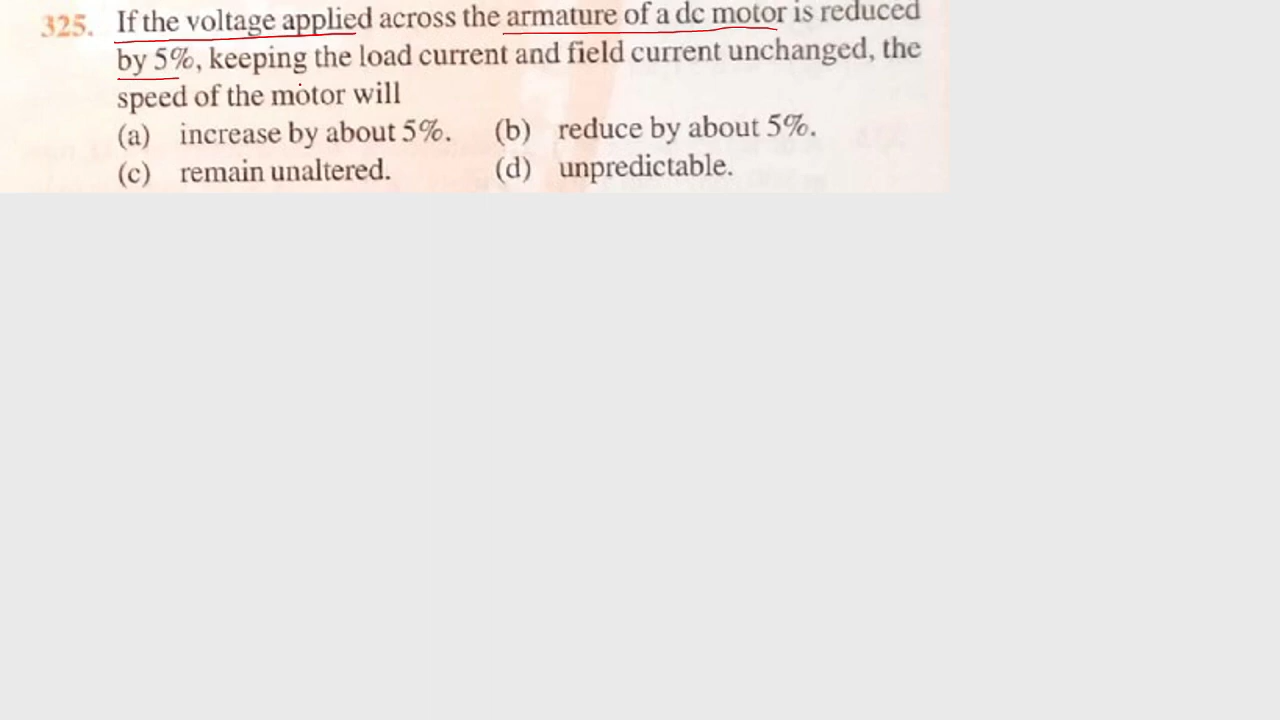 325. If the voltage applied across the armature of a dc motor is reduced
by 5%, keeping the load current and field current unchanged, the
speed of the motor will
(a) increase by about 5%. (b) reduce by about 5%.
(c) remain unaltered. (d) unpredictable.